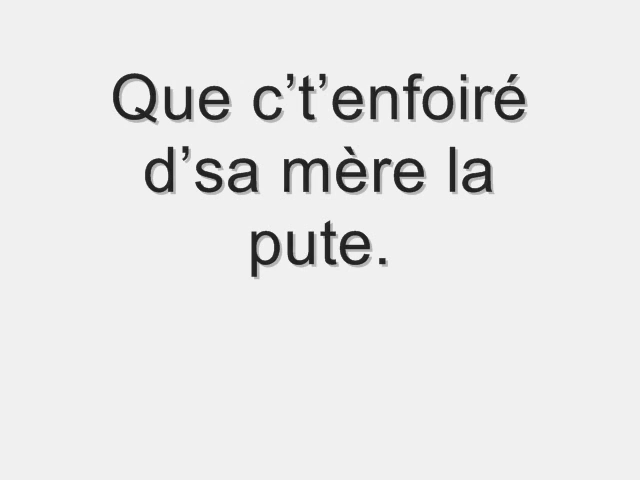 Que c’t’enfoiré
d’sa mère la
pute.